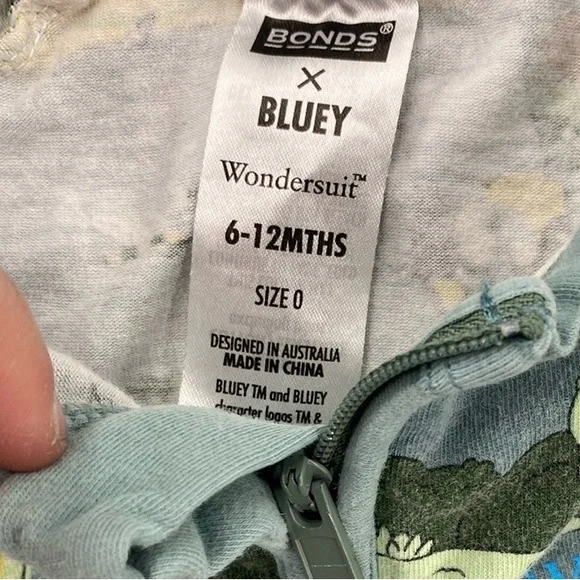 BONDS®
X
BLUEY
Wondersuit™
6-12MTHS
SIZE 0
DESIGNED IN AUSTRALIA
MADE IN CHINA
BLUEY TM and BLUEY
character logos TM &